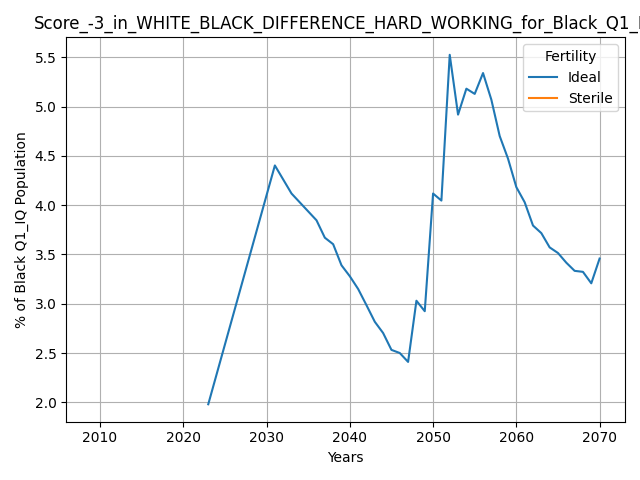 Score_-3_in_WHITE_BLACK_DIFFERENCE_HARD_WORKING_for_Black_Q1_I
Fertility
Ideal
Sterile
% of Black Q1_IQ Population
5.5
5.0
4.5
4.0
3.5
3.0
2.5
2.0
2010 2020 2030 2040 2050 2060 2070
Years